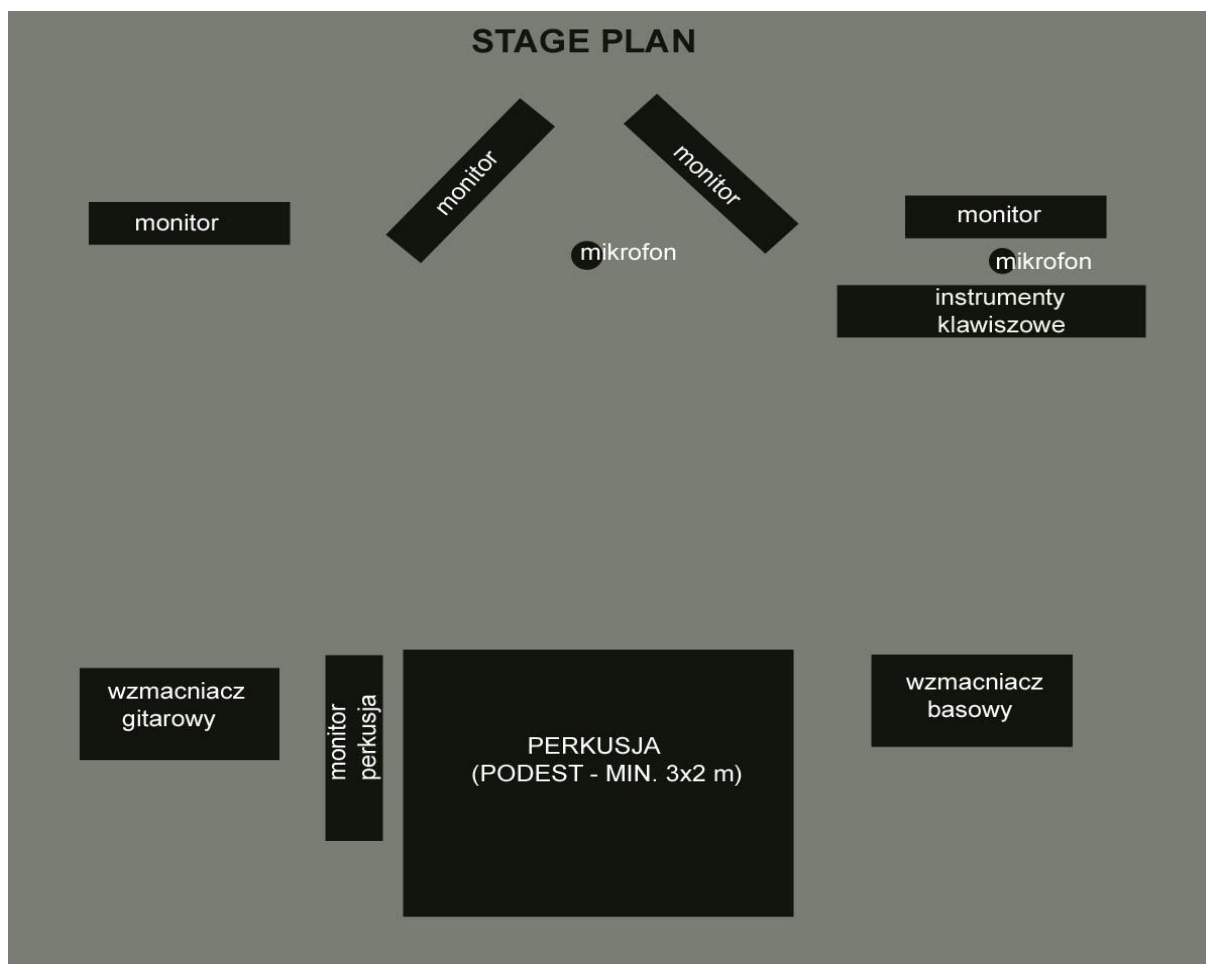 STAGE PLAN
monitor
monitor
monitor
monitor
mikrofon
mikrofon
instrumenty
klawiszowe
wzmacniacz
gitarowy
monitor
perkusja
PERKUSJA
(PODEST - MIN. 3x2 m)
wzmacniacz
basowy